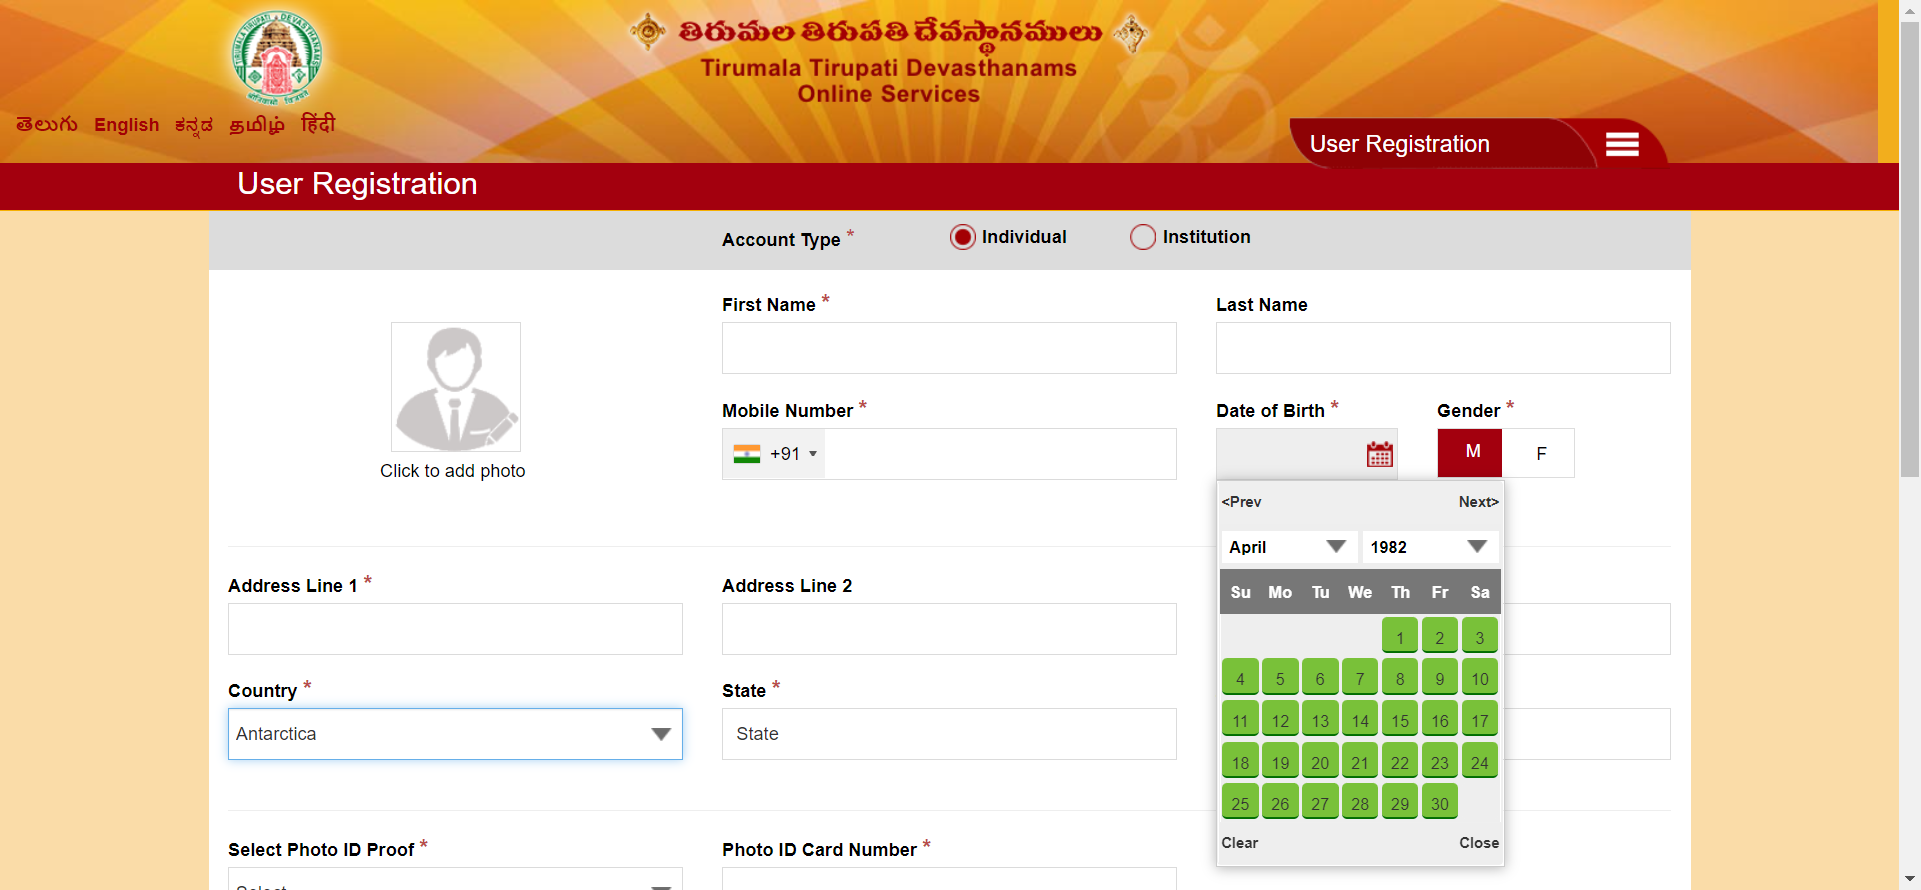 తిరుమల తిరుపతి దేవస్థానములు
Tirumala Tirupati Devasthanams
Online Services
తెలుగు English ಕನ್ನಡ தமிழ் हिंदी
User Registration
User Registration
Account Type * Individual Institution
First Name * Last Name
Mobile Number * Date of Birth * Gender *
+91 M F
Click to add photo
<Prev Next>
April 1982
Su Mo Tu We Th Fr Sa
1 2 3
4 5 6 7 8 9 10
11 12 13 14 15 16 17
18 19 20 21 22 23 24
25 26 27 28 29 30
Clear Close
Address Line 1 * Address Line 2
Country * State *
Antarctica State
Select Photo ID Proof * Photo ID Card Number *
Select